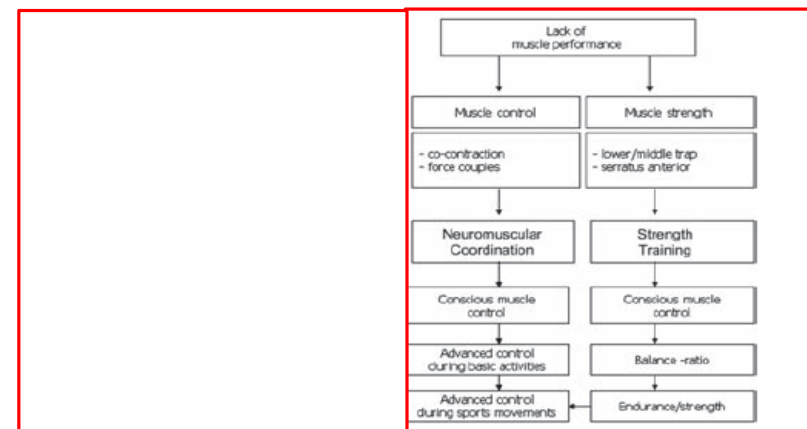 Lack of
muscle performance
Muscle control
Muscle strength
- co-contraction
- force couples
- lower/middle trap
- serratus anterior
Neuromuscular
Coordination
Strength
Training
Conscious muscle
control
Conscious muscle
control
Advanced control
during basic activities
Balance -ratio
Advanced control
during sports movements
Endurance/strength